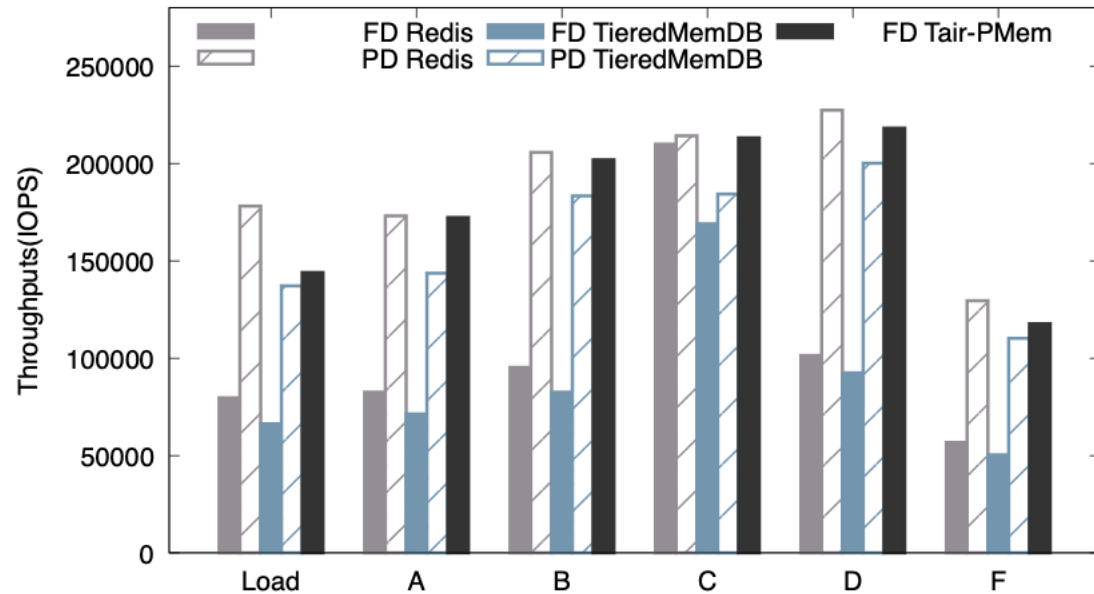 FD Redis FD TieredMemDB FD Tair-PMem
PD Redis PD TieredMemDB
250000
200000
150000
100000
50000
0
Throughputs(IOPS)
Load A B C D F